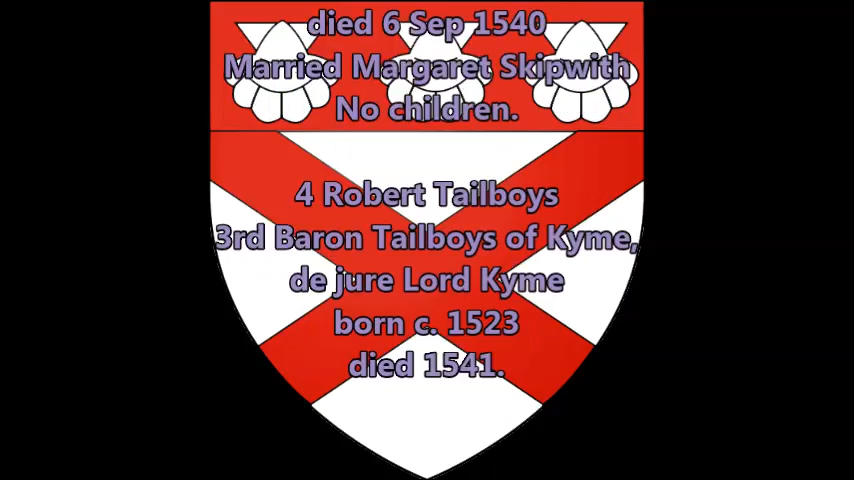 died 6 Sep 1540
Married Margaret Skipwith
No children.
4 Robert Tailboys
3rd Baron Tailboys of Kyme,
de jure Lord Kyme
born c. 1523
died 1541.